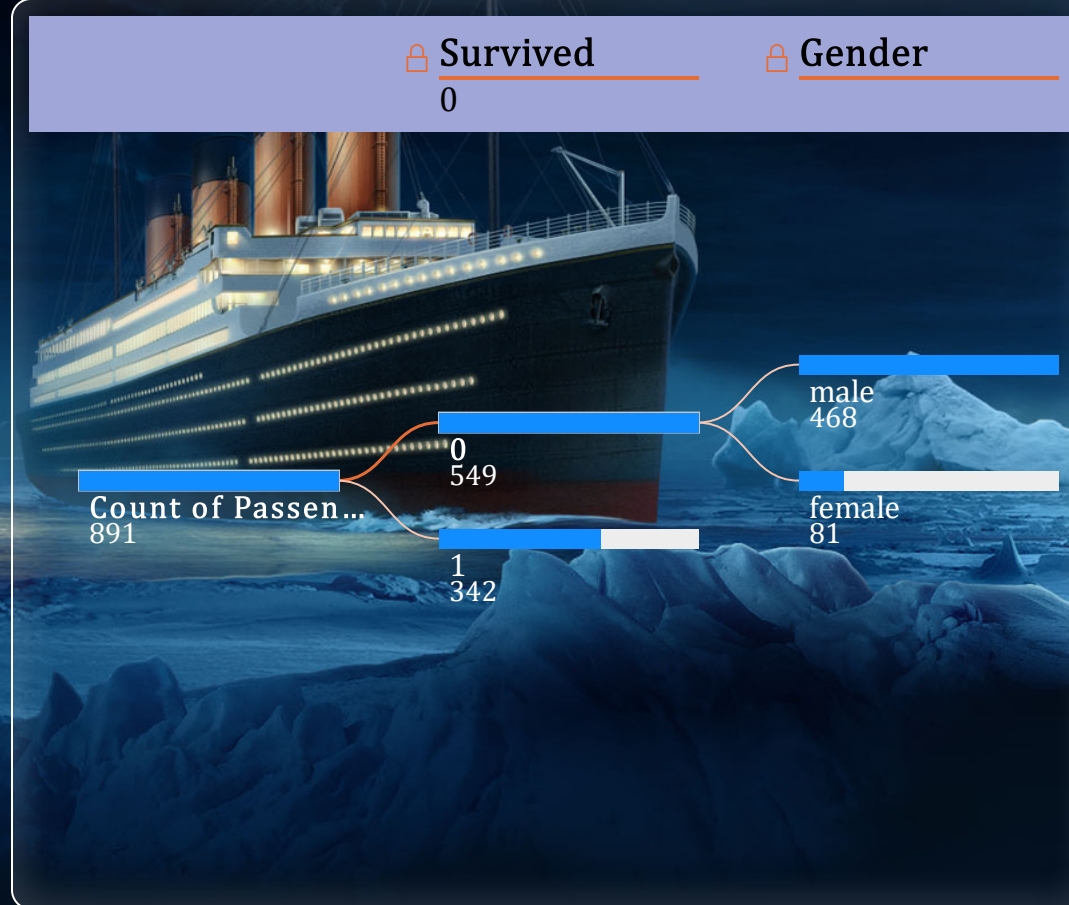 Survived
Gender
0
male
468
0
549
Count of Passen...
891
female
81
1
342